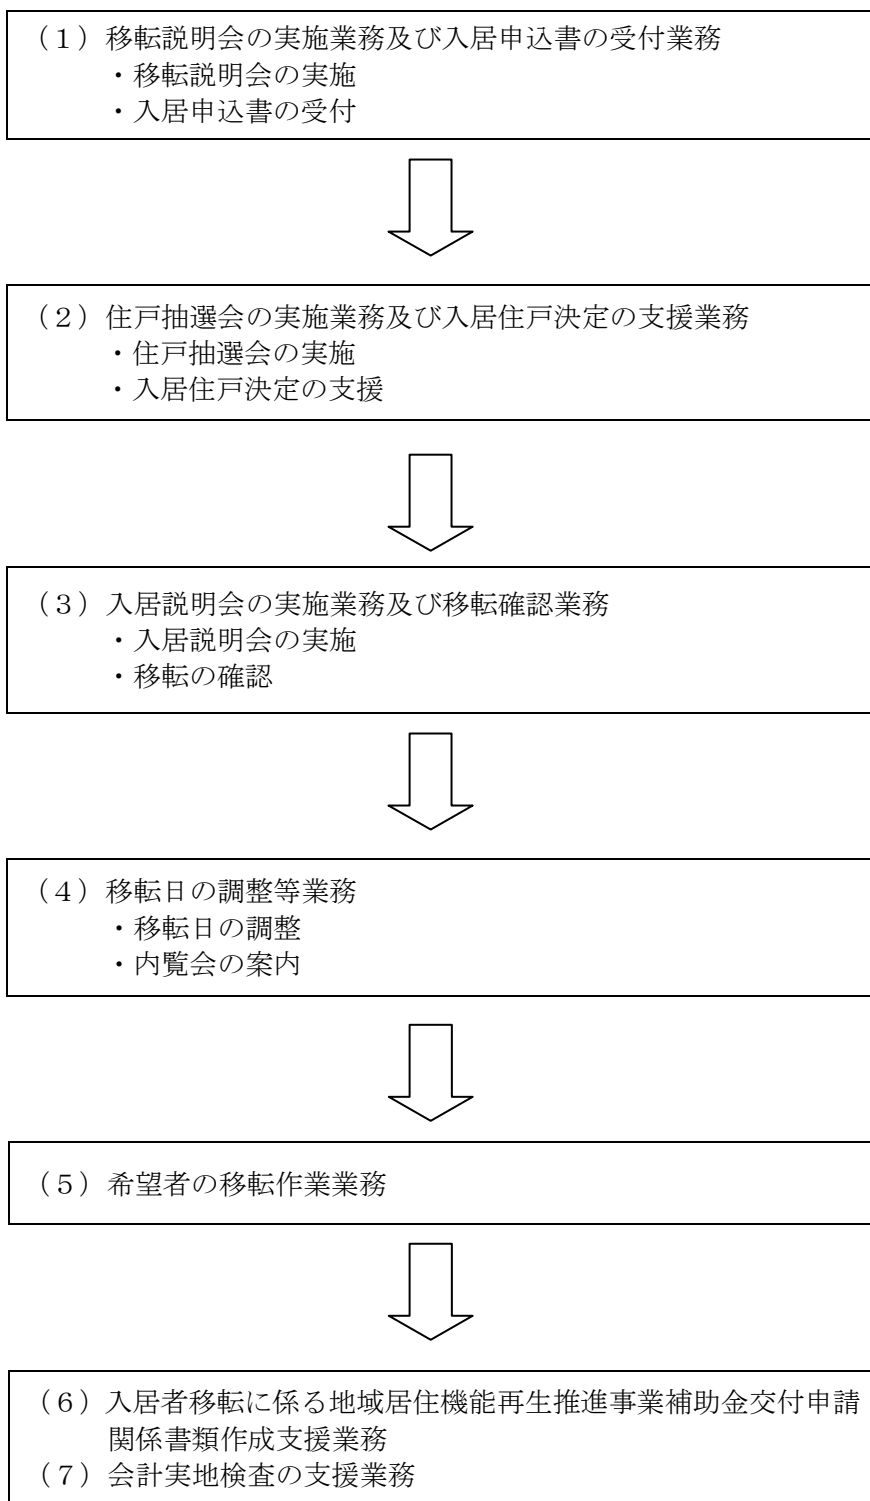 （１）移転説明会の実施業務及び入居申込書の受付業務
・移転説明会の実施
・入居申込書の受付
（２）住戸抽選会の実施業務及び入居住戸決定の支援業務
・住戸抽選会の実施
・入居住戸決定の支援
（３）入居説明会の実施業務及び移転確認業務
・入居説明会の実施
・移転の確認
（４）移転日の調整等業務
・移転日の調整
・内覧会の案内
（５）希望者の移転作業業務
（６）入居者移転に係る地域居住機能再生推進事業補助金交付申請
関係書類作成支援業務
（７）会計実地検査の支援業務